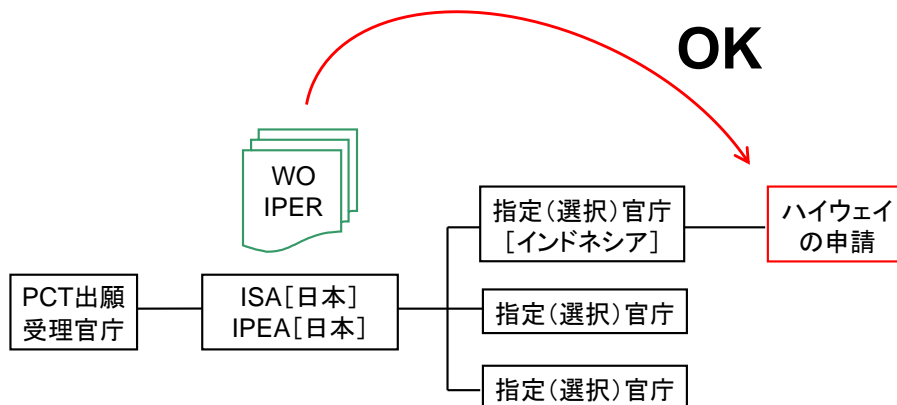 OK
WO
IPER
指定(選択)官庁
[インドネシア]
ハイウェイ
の申請
PCT出願
受理官庁
ISA[日本]
IPEA[日本]
指定(選択)官庁
指定(選択)官庁